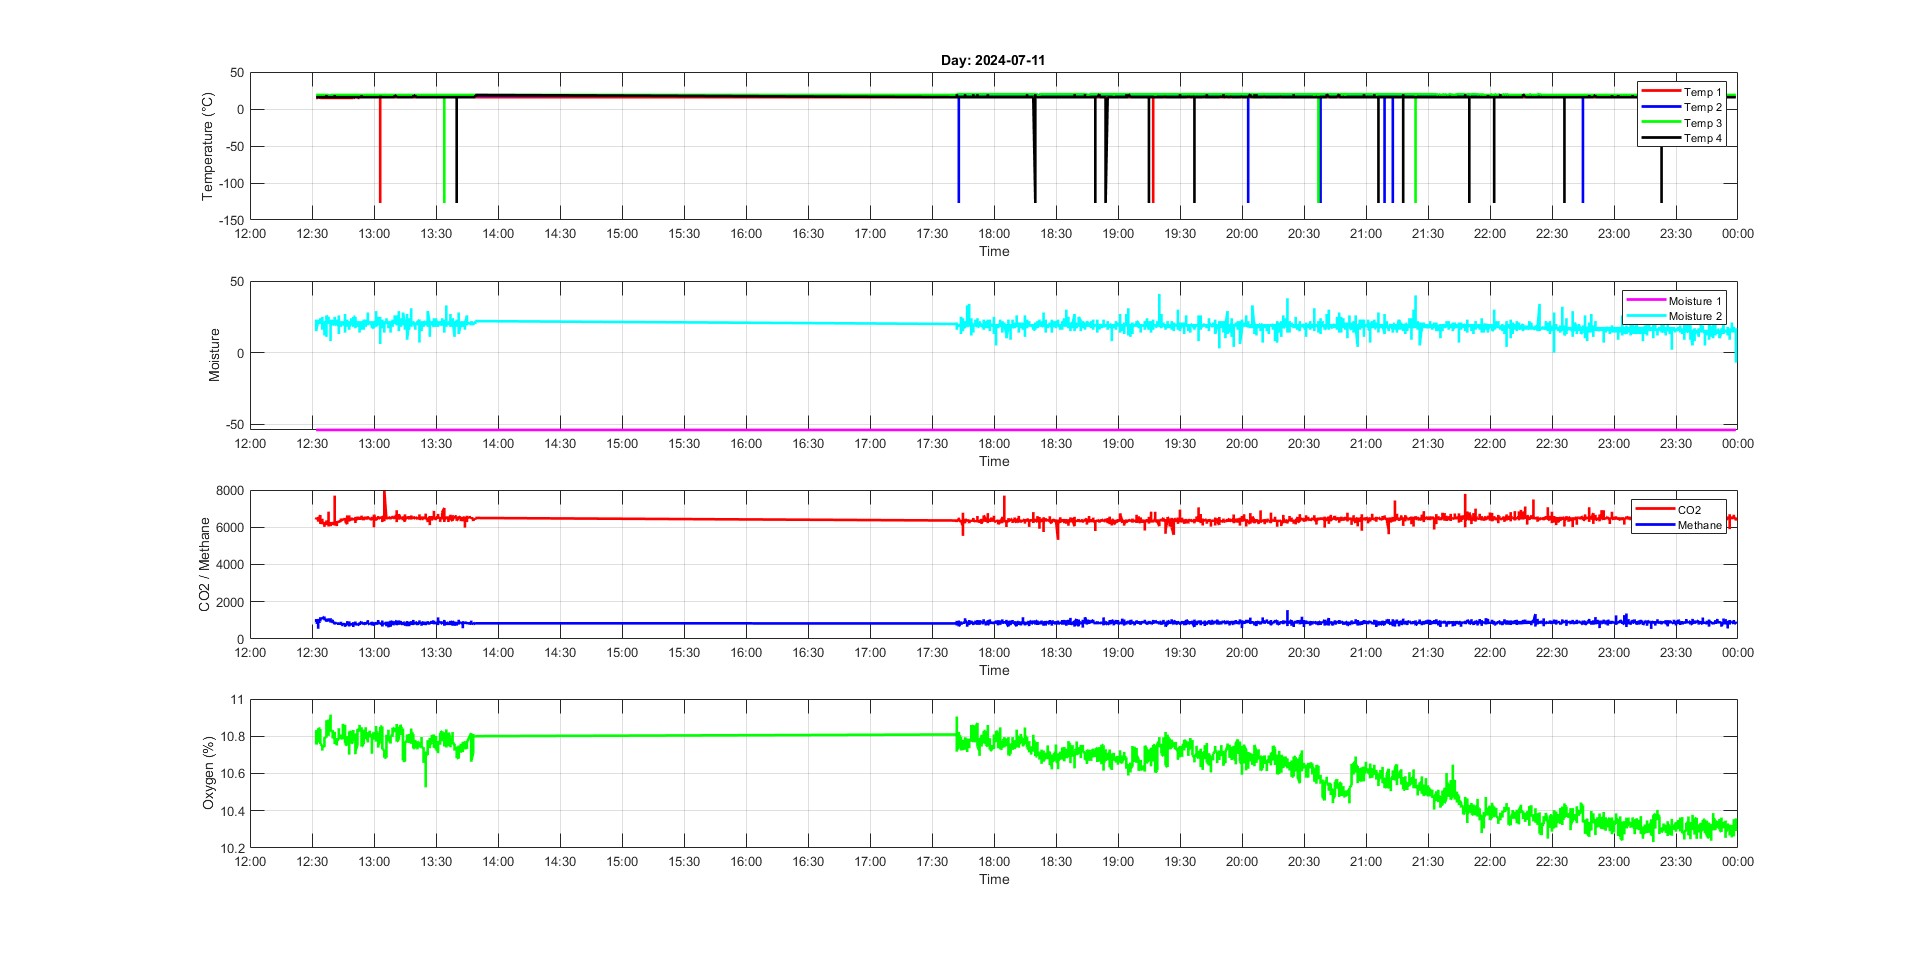 Day: 2024-07-11
50
0
-50
-100
-150
Temperature (°C)
Temp 1
Temp 2
Temp 3
Temp 4
12:00 12:30 13:00 13:30 14:00 14:30 15:00 15:30 16:00 16:30 17:00 17:30 18:00 18:30 19:00 19:30 20:00 20:30 21:00 21:30 22:00 22:30 23:00 23:30 00:00
Time
50
0
-50
Moisture
Moisture 1
Moisture 2
12:00 12:30 13:00 13:30 14:00 14:30 15:00 15:30 16:00 16:30 17:00 17:30 18:00 18:30 19:00 19:30 20:00 20:30 21:00 21:30 22:00 22:30 23:00 23:30 00:00
Time
8000
6000
4000
2000
0
CO2 / Methane
CO2
Methane
12:00 12:30 13:00 13:30 14:00 14:30 15:00 15:30 16:00 16:30 17:00 17:30 18:00 18:30 19:00 19:30 20:00 20:30 21:00 21:30 22:00 22:30 23:00 23:30 00:00
Time
11
10.8
10.6
10.4
10.2
Oxygen (%)
12:00 12:30 13:00 13:30 14:00 14:30 15:00 15:30 16:00 16:30 17:00 17:30 18:00 18:30 19:00 19:30 20:00 20:30 21:00 21:30 22:00 22:30 23:00 23:30 00:00
Time